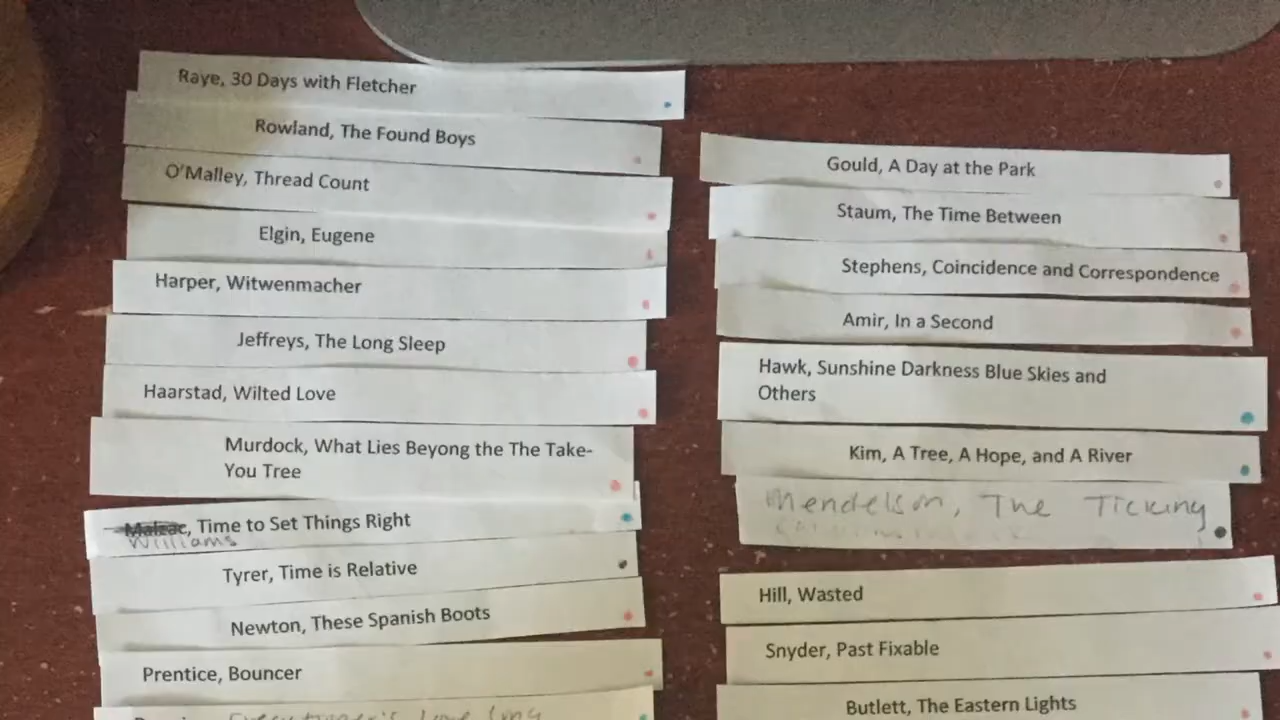 Raye, 30 Days with Fletcher
Rowland, The Found Boys
O'Malley, Thread Count
Elgin, Eugene
Harper, Witwenmacher
Jeffreys, The Long Sleep
Haarstad, Wilted Love
Murdock, What Lies Beyong the The Take-
You Tree
Malzac, Time to Set Things Right
Williams
Tyrer, Time is Relative
Newton, These Spanish Boots
Prentice, Bouncer
Executioner's Love Song
Gould, A Day at the Park
Staum, The Time Between
Stephens, Coincidence and Correspondence
Amir, In a Second
Hawk, Sunshine Darkness Blue Skies and
Others
Kim, A Tree, A Hope, and A River
Mendelson, The Ticking
Hill, Wasted
Snyder, Past Fixable
Butlett, The Eastern Lights